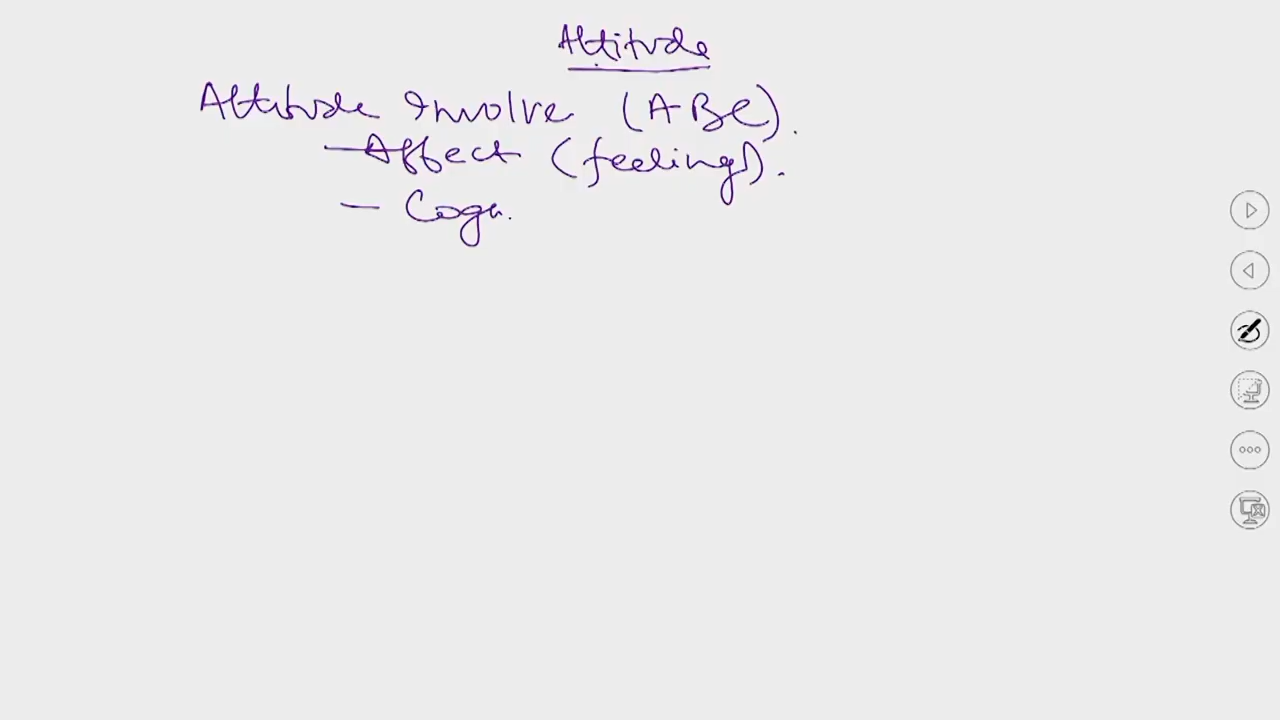 Attitude
Attitude Involve (ABC).
- Affect (feelings).
- Cogn.